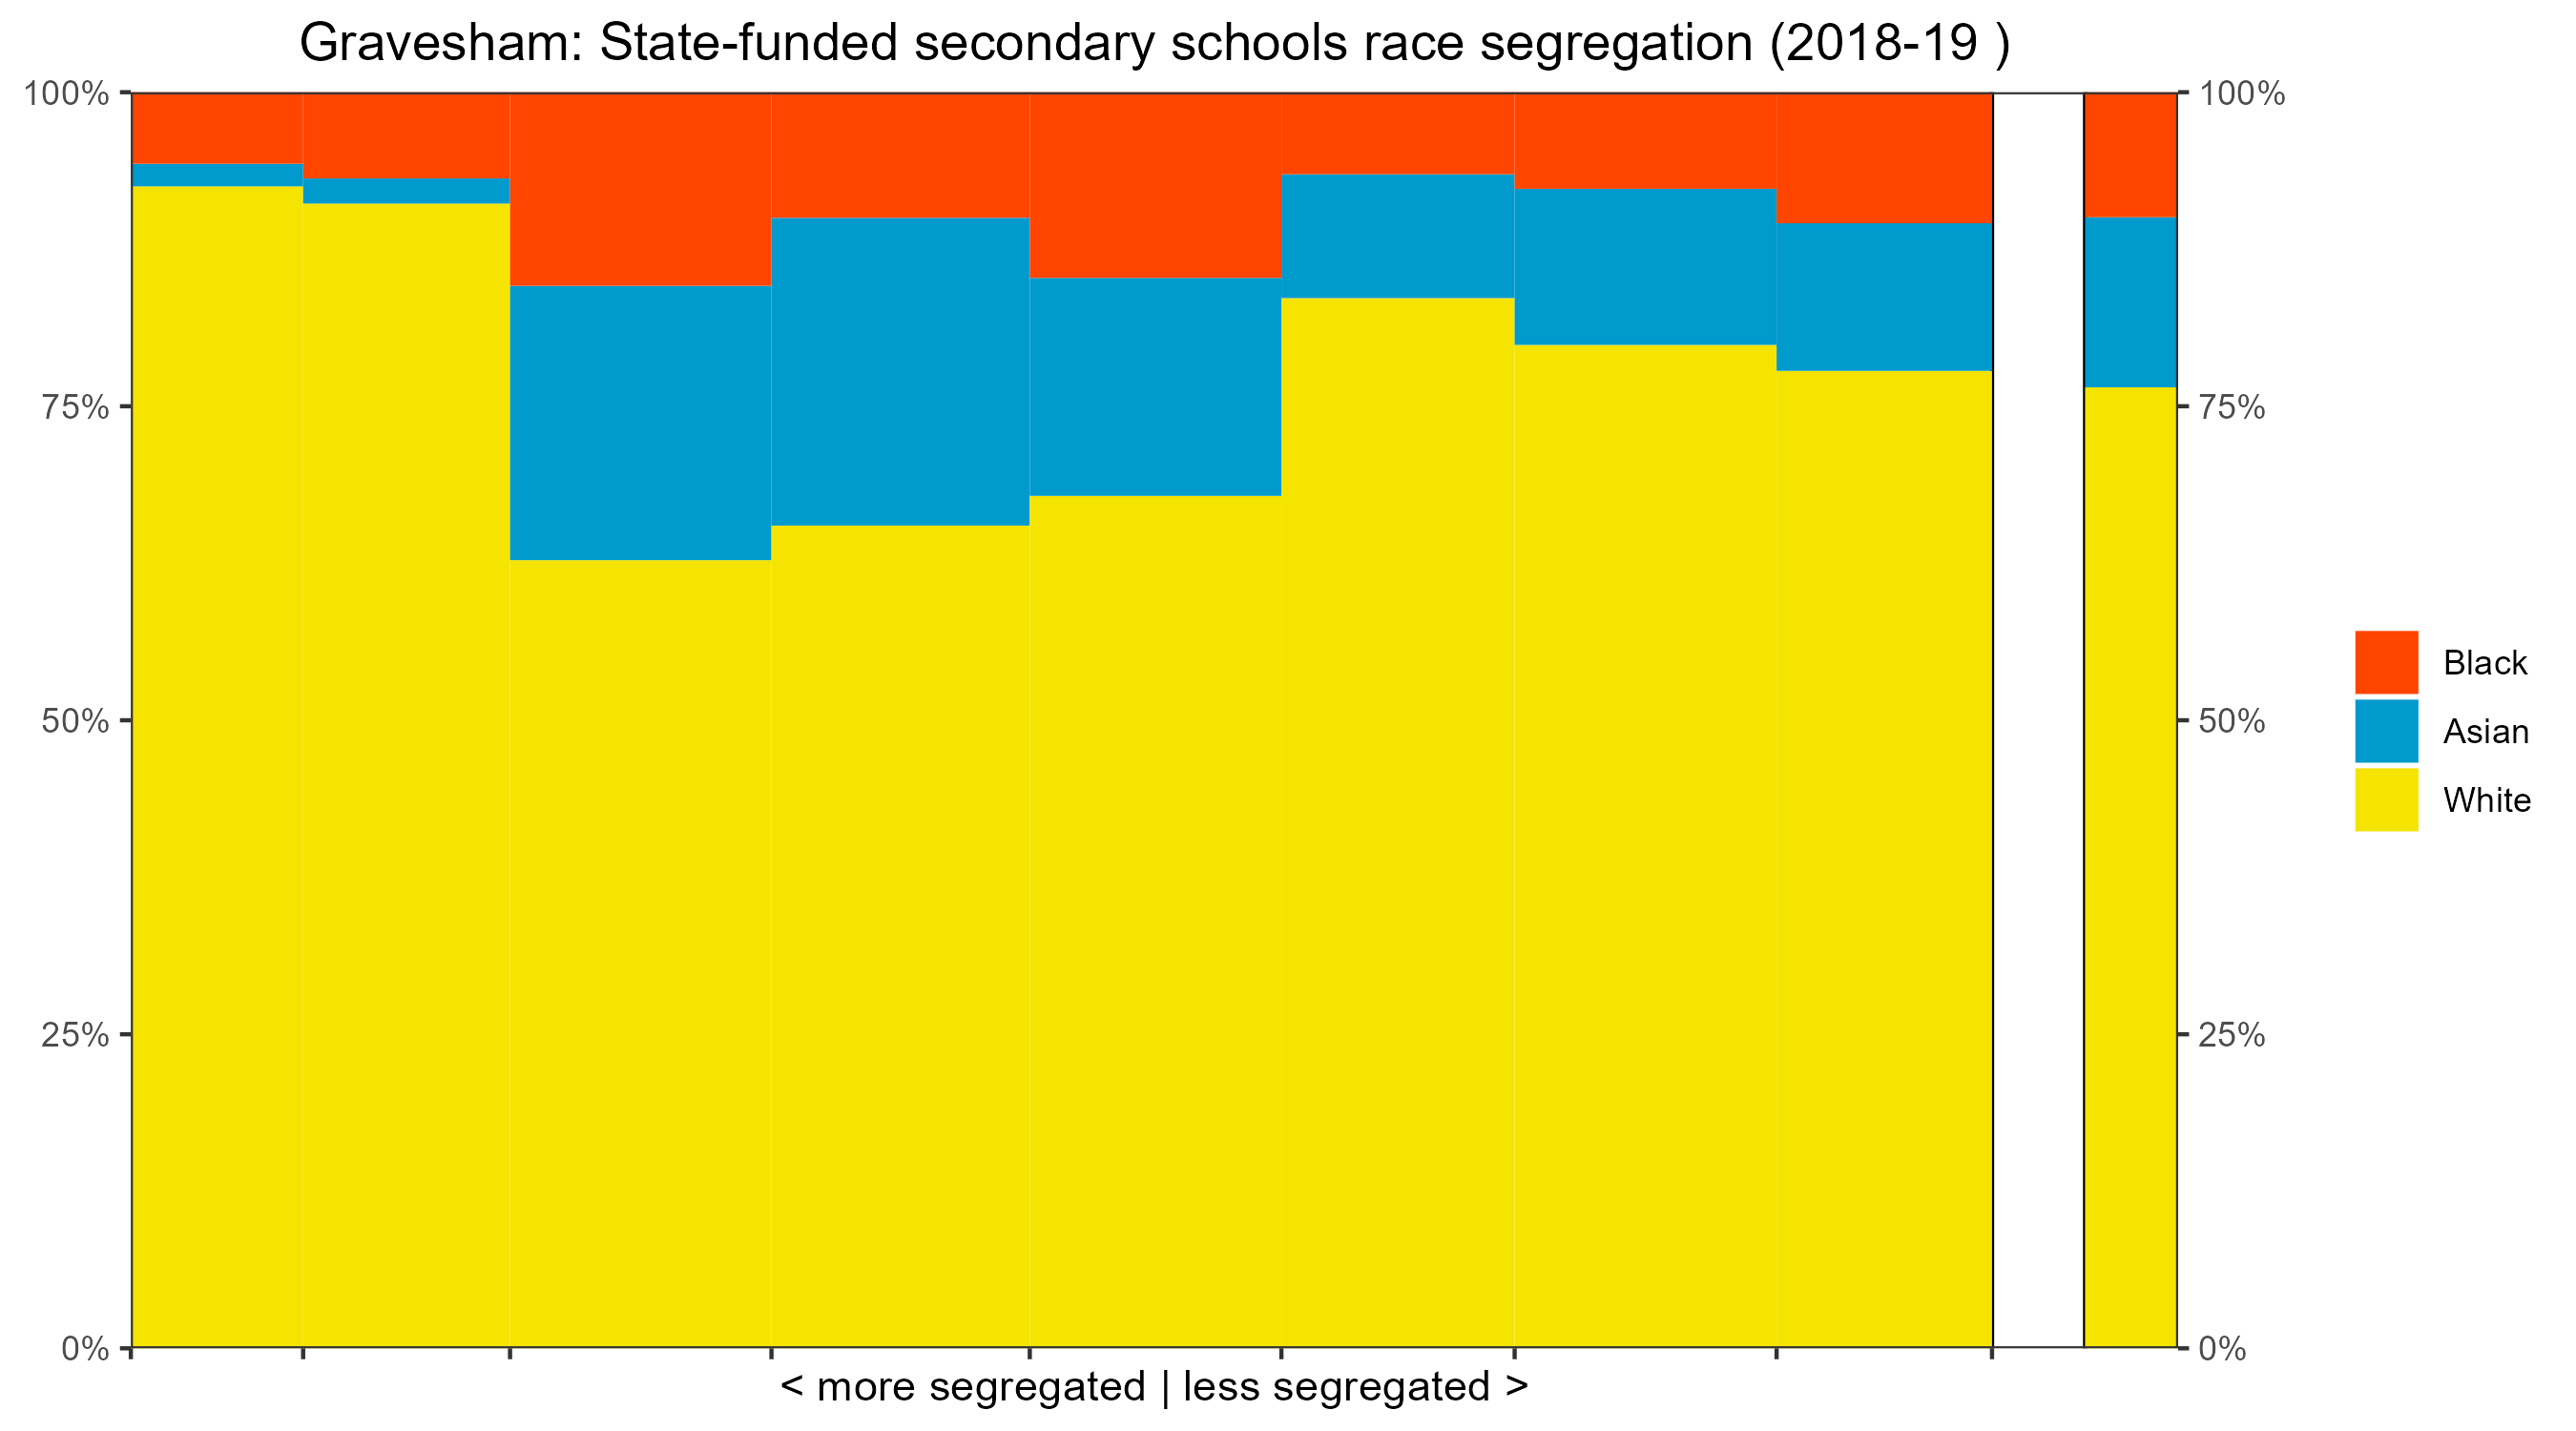 Gravesham: State-funded secondary schools race segregation (2018-19 )
100%
75%
50%
25%
0%
100%
75%
50%
25%
0%
Black
Asian
White
< more segregated | less segregated >